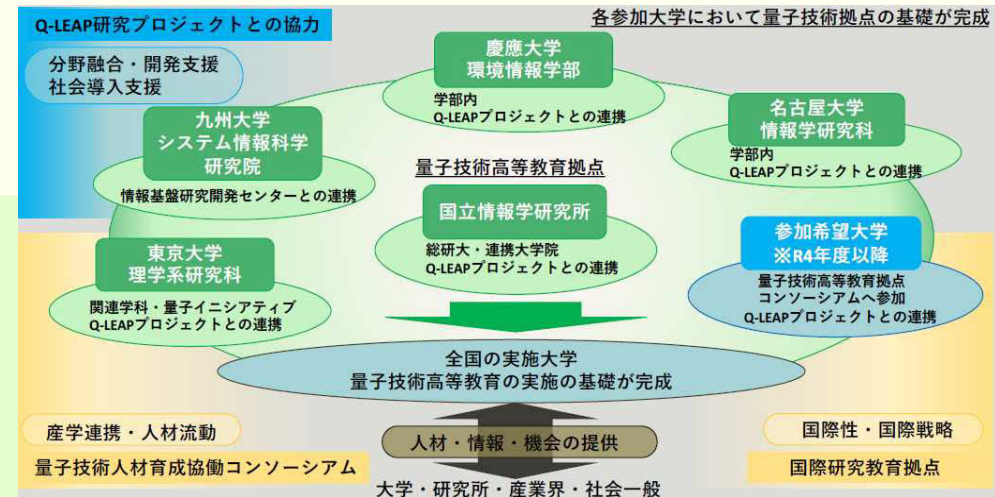 Q-LEAP研究プロジェクトとの協力
各参加大学において量子技術拠点の基礎が完成
分野融合・開発支援
社会導入支援
慶應大学
環境情報学部
学部内
Q-LEAPプロジェクトとの連携
九州大学
システム情報科学
研究院
情報基盤研究開発センターとの連携
名古屋大学
情報学研究科
学部内
Q-LEAPプロジェクトとの連携
量子技術高等教育拠点
国立情報学研究所
総研大・連携大学院
Q-LEAPプロジェクトとの連携
東京大学
理学系研究科
関連学科・量子イニシアティブ
Q-LEAPプロジェクトとの連携
参加希望大学
※R4年度以降
量子技術高等教育拠点
コンソーシアムへ参加
Q-LEAPプロジェクトとの連携
全国の実施大学
量子技術高等教育の実施の基礎が完成
産学連携・人材流動
量子技術人材育成協働コンソーシアム
人材・情報・機会の提供
大学・研究所・産業界・社会一般
国際性・国際戦略
国際研究教育拠点